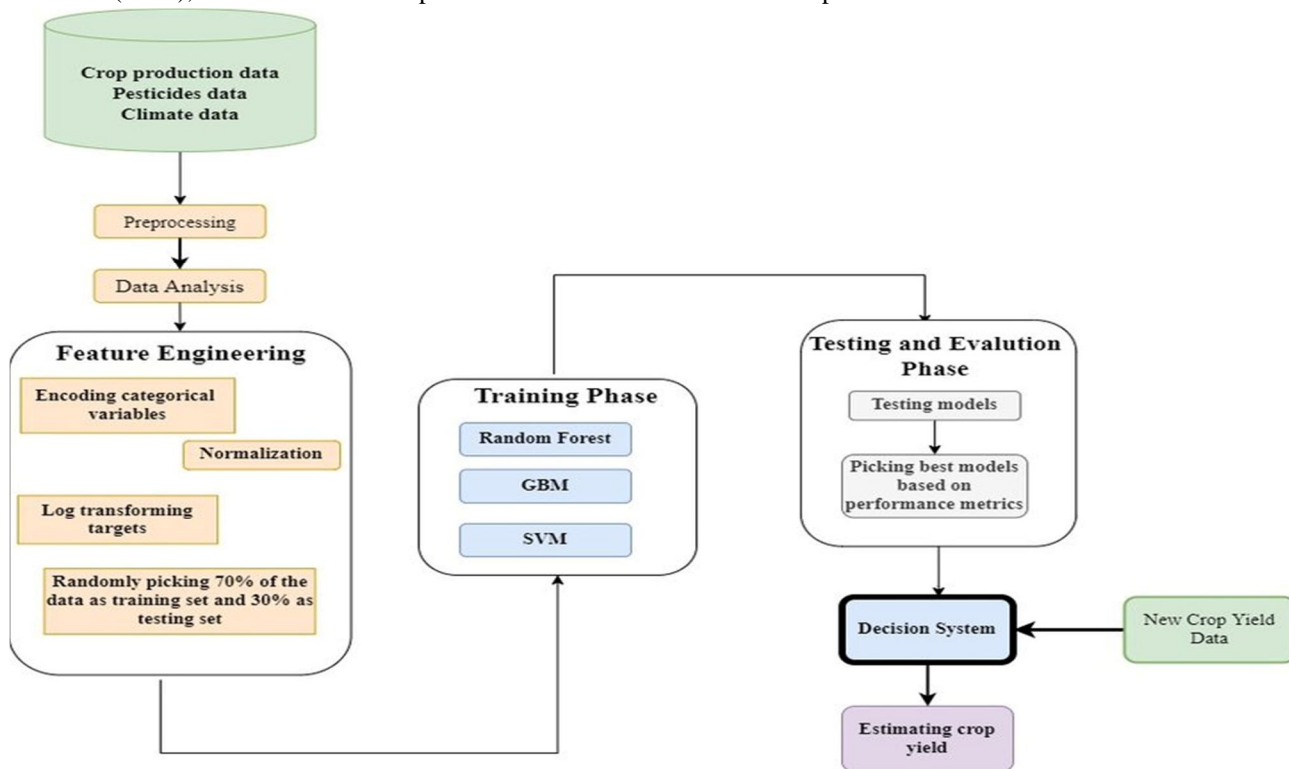 Crop production data
Pesticides data
Climate data
Preprocessing
Data Analysis
Feature Engineering
Encoding categorical
variables
Normalization
Log transforming
targets
Randomly picking 70% of the
data as training set and 30% as
testing set
Training Phase
Random Forest
GBM
SVM
Testing and Evalution
Phase
Testing models
Picking best models
based on
performance metrics
Decision System
New Crop Yield
Data
Estimating crop
yield